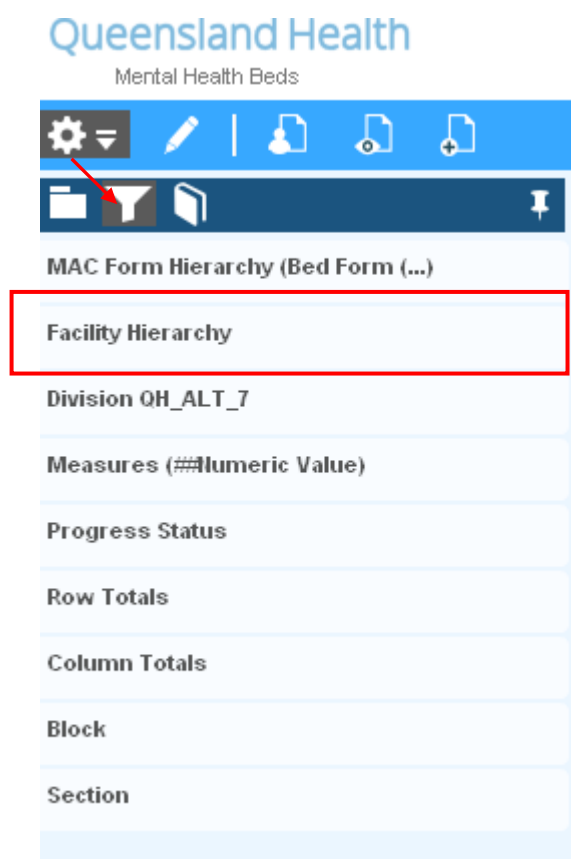 Queensland Health
Mental Health Beds
MAC Form Hierarchy (Bed Form (...)
Facility Hierarchy
Division QH_ALT_7
Measures (##Numeric Value)
Progress Status
Row Totals
Column Totals
Block
Section